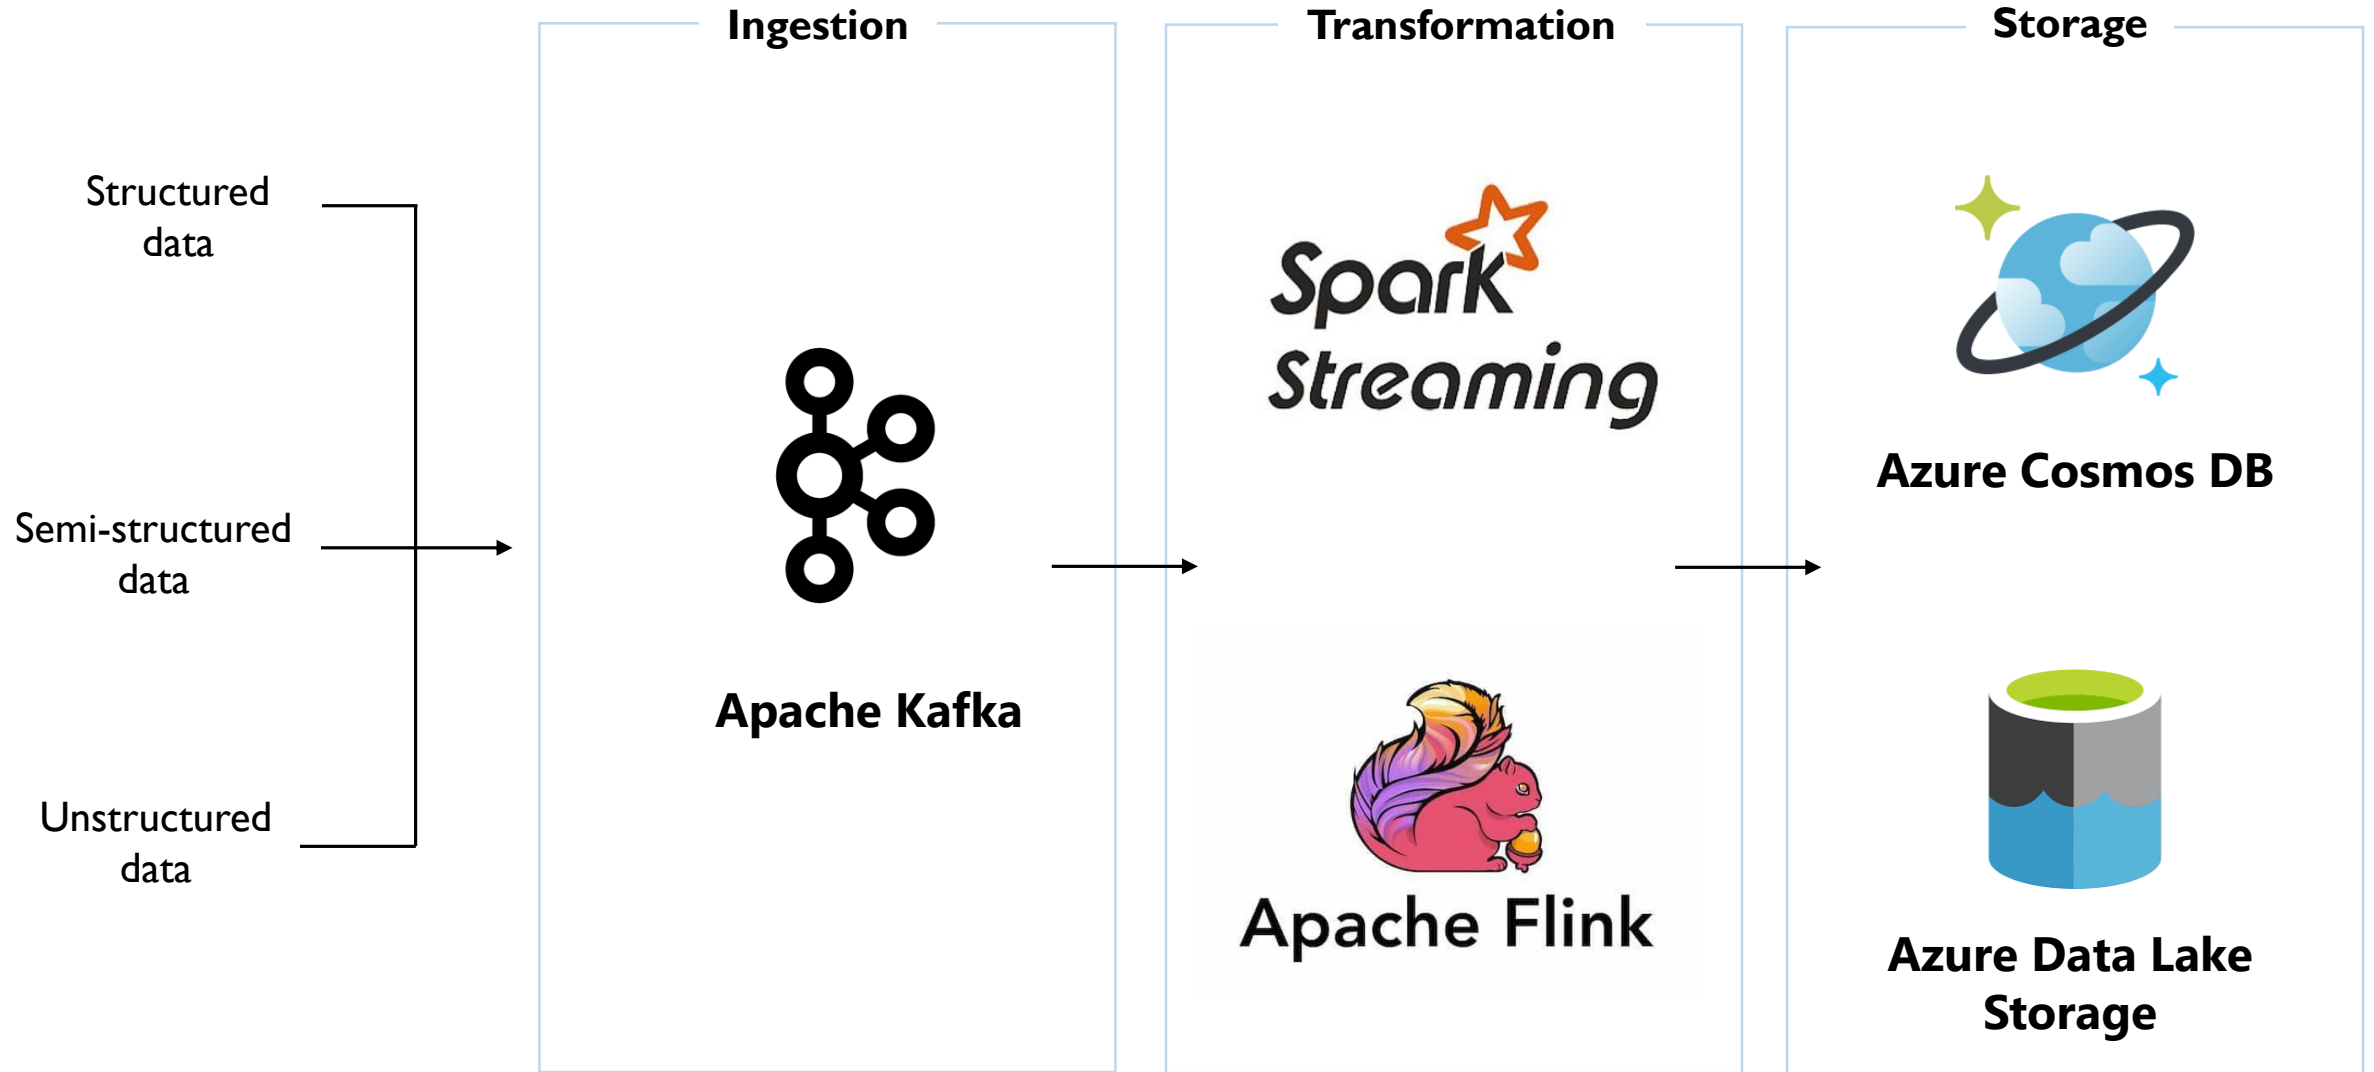 Ingestion
Transformation
Storage
Structured
data
Semi-structured
data
Unstructured
data
Apache Kafka
Spark
Streaming
Apache Flink
Azure Cosmos DB
Azure Data Lake
Storage